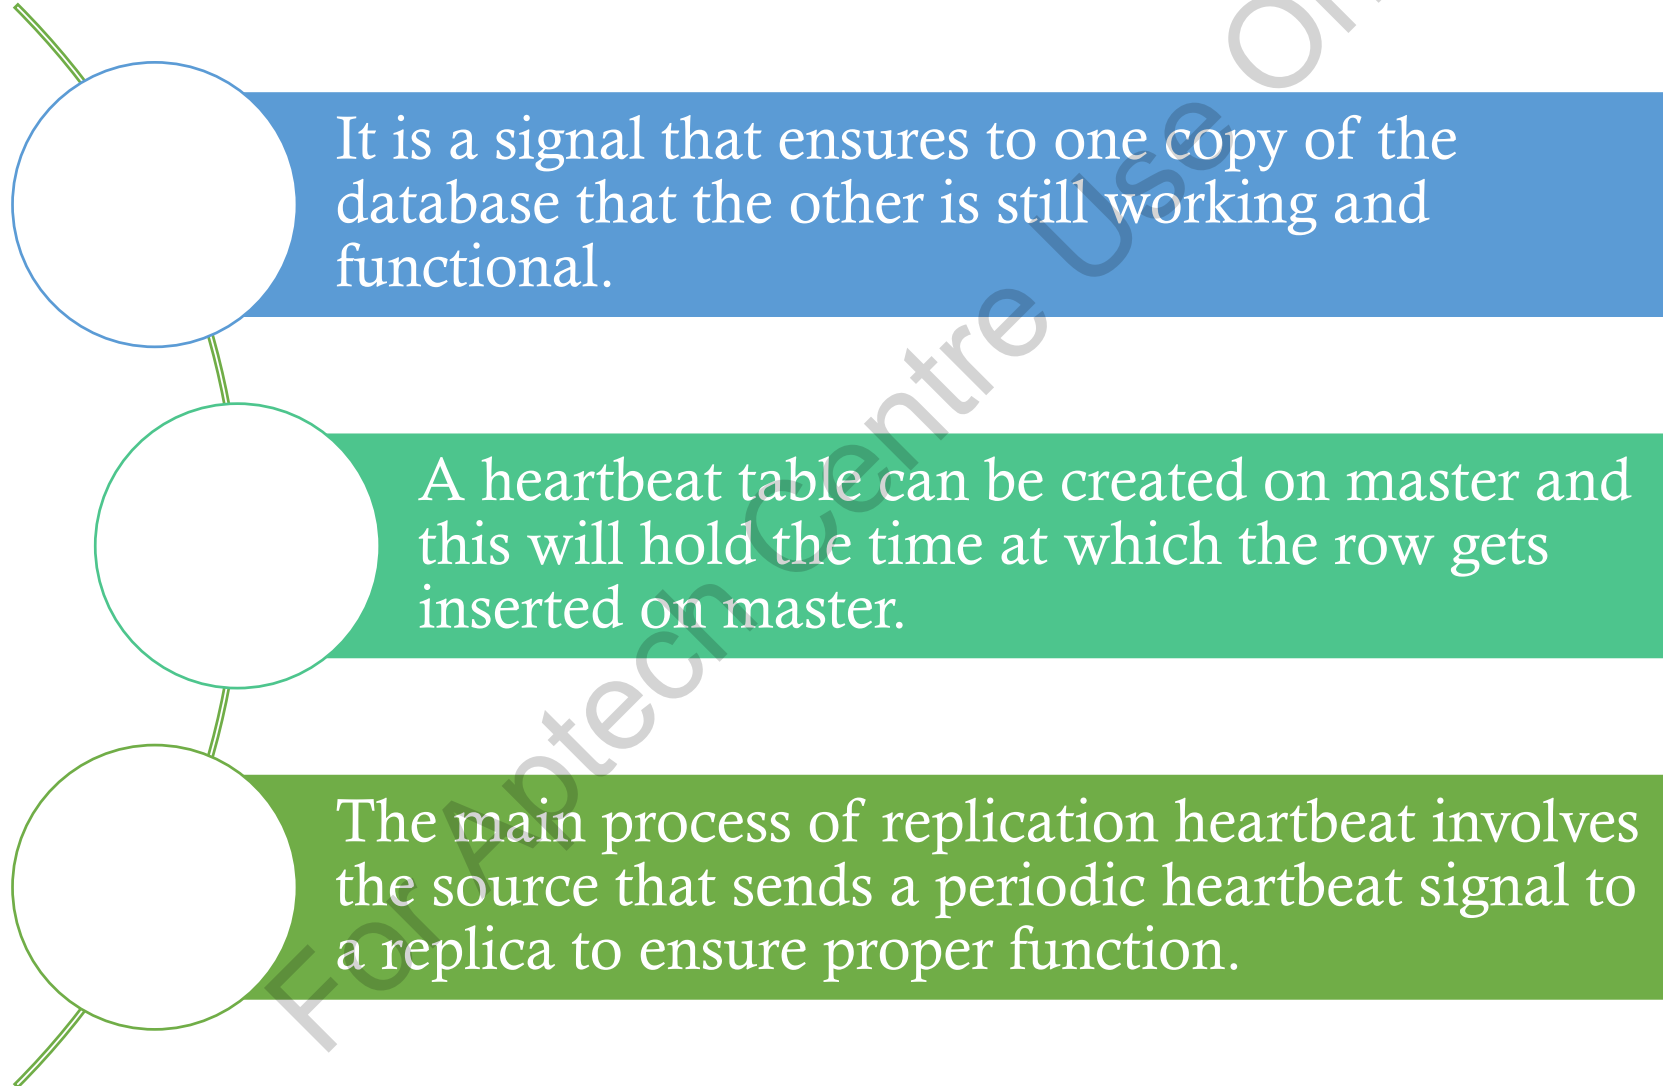 It is a signal that ensures to one copy of the
database that the other is still working and
functional.
A heartbeat table can be created on master and
this will hold the time at which the row gets
inserted on master.
The main process of replication heartbeat involves
the source that sends a periodic heartbeat signal to
a replica to ensure proper function.
For Aptech Centre Use